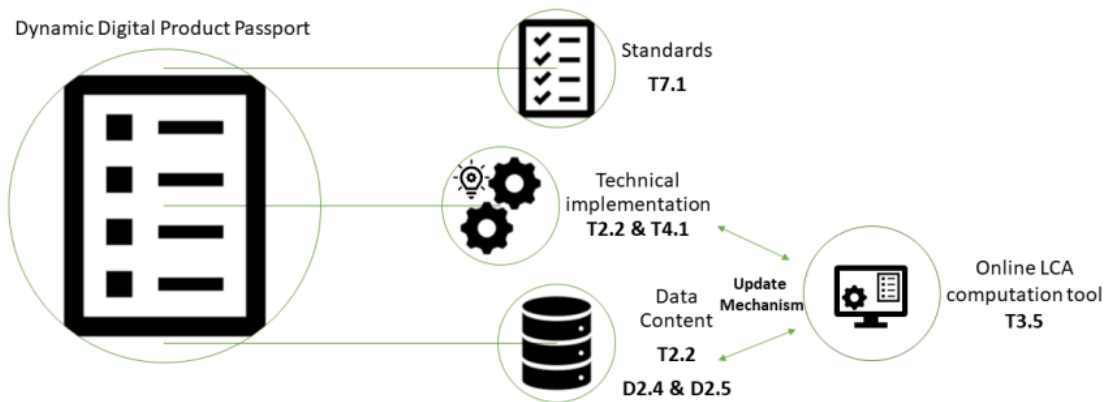 Dynamic Digital Product Passport
Standards
T7.1
Technical
implementation
T2.2 & T4.1
Data
Content
T2.2
D2.4 & D2.5
Update
Mechanism
Online LCA
computation tool
T3.5